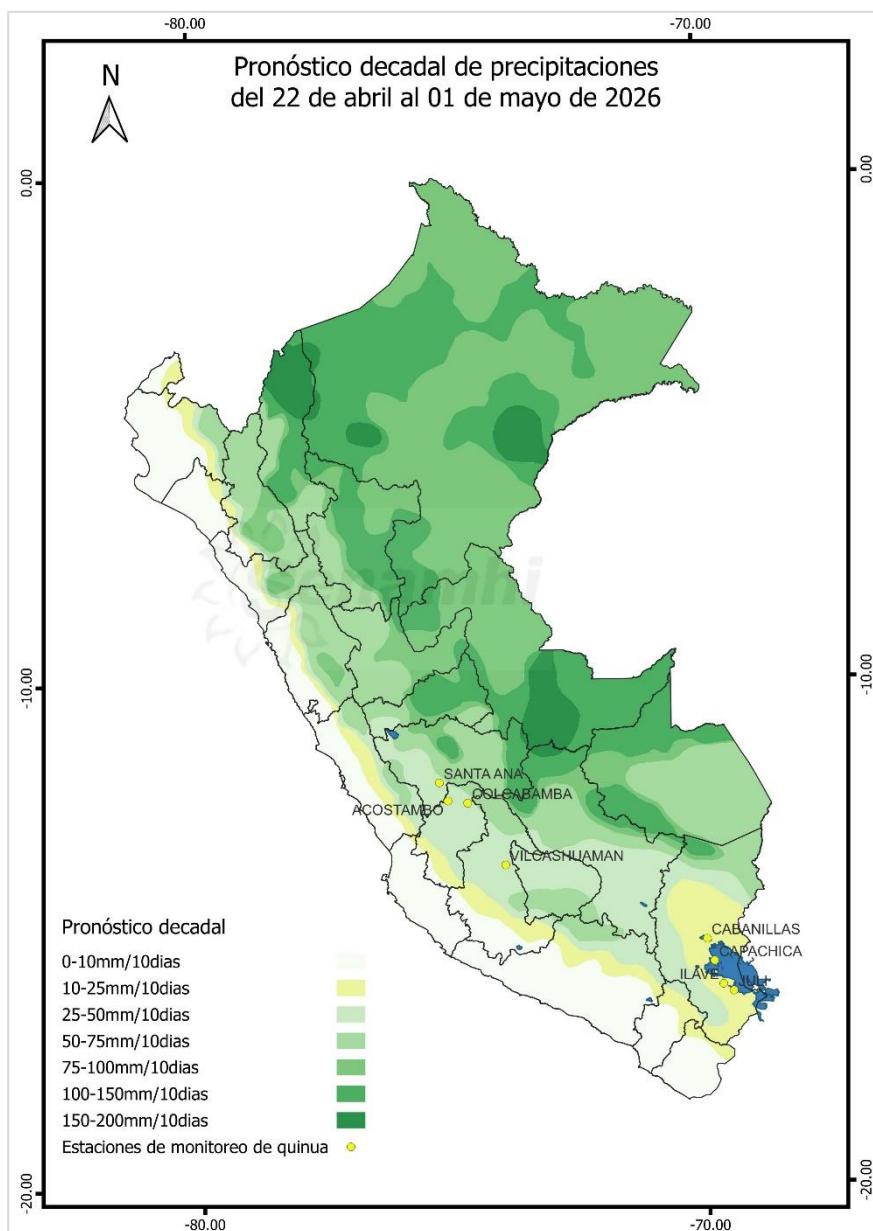 -80.00
-70.00
Pronóstico decadal de precipitaciones
del 22 de abril al 01 de mayo de 2026
N
0.00
0.00
Senamhi
-10.00
-10.00
SANTA ANA
COLCABAMBA
ACOSTAMBO
VILCASHUAMAN
CABANILLAS
CAPACHICA
ILAVE
JULI
Pronóstico decadal
0-10mm/10dias
10-25mm/10dias
25-50mm/10dias
50-75mm/10dias
75-100mm/10dias
100-150mm/10dias
150-200mm/10dias
Estaciones de monitoreo de quinua
-20.00
-20.00
-80.00
-70.00